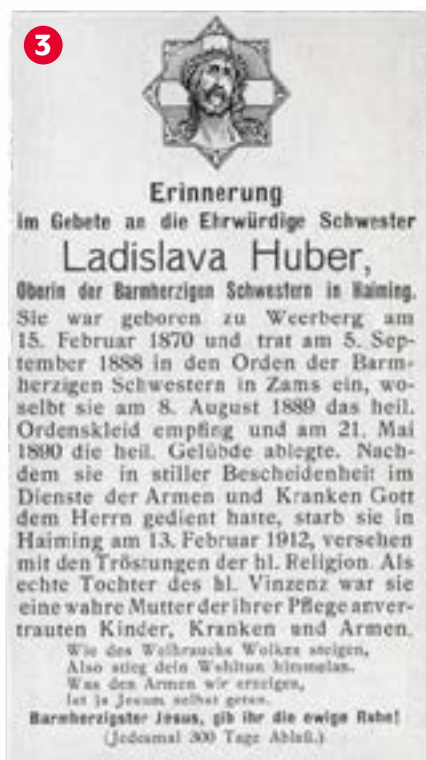 3
Erinnerung
im Gebete an die Ehrwürdige Schwester
Ladislava Huber,
Oberin der Barmherzigen Schwestern in Haiming.
Sie war geboren zu Weerberg am
15. Februar 1870 und trat am 5. Sep-
tember 1888 in den Orden der Barm-
herzigen Schwestern in Zams ein, wo-
selbt sie am 8. August 1889 das heil.
Ordenskleid empfing und am 21. Mai
1890 die heil. Gelübde ablegte. Nach-
dem sie in stiller Bescheidenheit im
Dienste der Armen und Kranken Gott
dem Herrn gedient hatte, starb sie in
Haiming am 13. Februar 1912, versehen
mit den Tröstungen der hl. Religion. Als
echte Tochter des hl. Vinzenz war sie
eine wahre Mutter der ihrer Pflege anver-
trauten Kinder, Kranken und Armen.
Wie des Weihrauchs Wolken steigen,
Also stieg dein Wohltun himmelan.
Was den Armen wir erzeigen,
Ist ja Jesum selbst getan.
Barmherzigster Jesus, gib ihr die ewige Ruhe!
(Jedesmal 300 Tage Ablaß.)